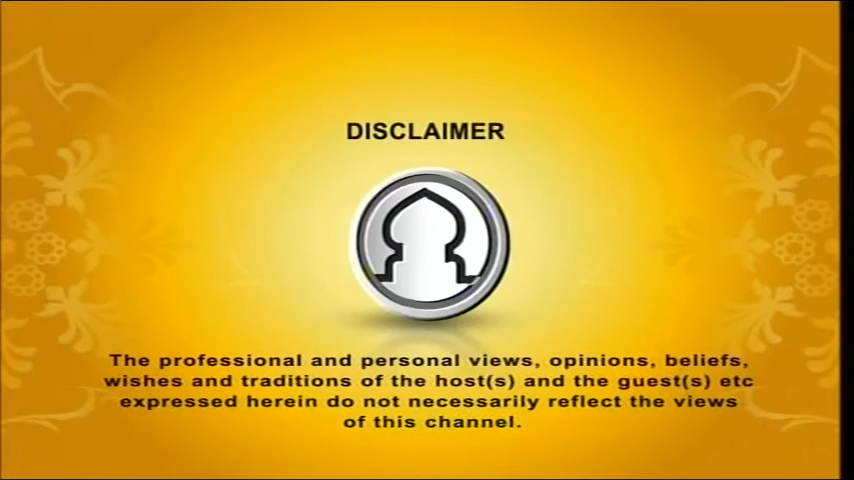 DISCLAIMER
The professional and personal views, opinions, beliefs,
wishes and traditions of the host(s) and the guest(s) etc
expressed herein do not necessarily reflect the views
of this channel.